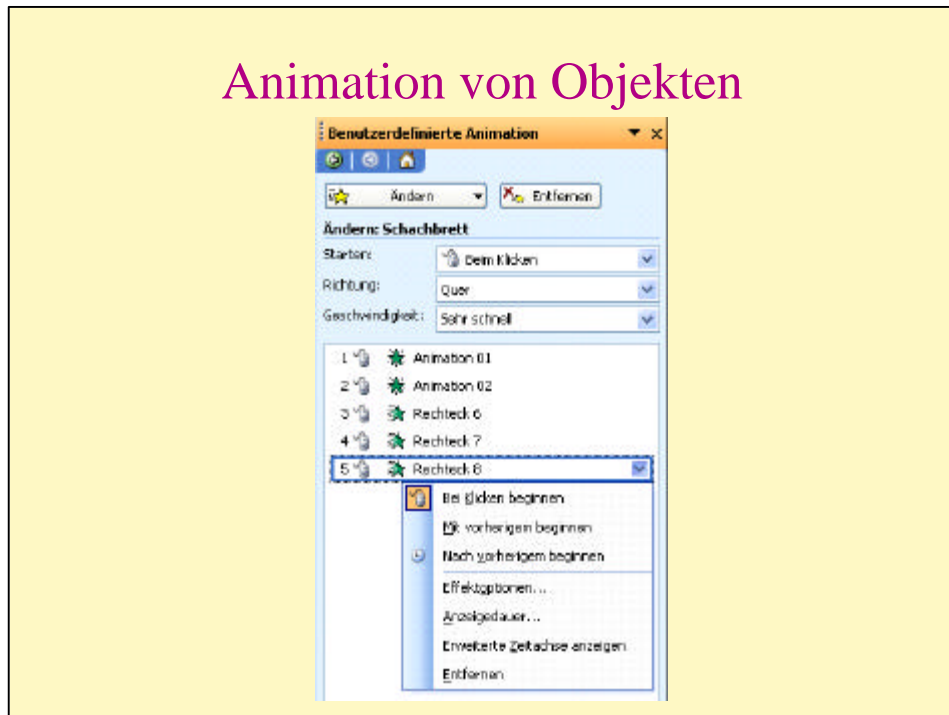 Animation von Objekten
Benutzerdefinierte Animation
Ändern Entfernen
Ändern: Schachbrett
Starten: Beim Klicken
Richtung: Quer
Geschwindigkeit: Sehr schnell
1 Animation 01
2 Animation 02
3 Rechteck 6
4 Rechteck 7
5 Rechteck 8
Bei Klicken beginnen
Mit vorherigem beginnen
Nach vorherigem beginnen
Effektoptionen...
Anzeigedauer...
Erweiterte Zeitachse anzeigen
Entfernen